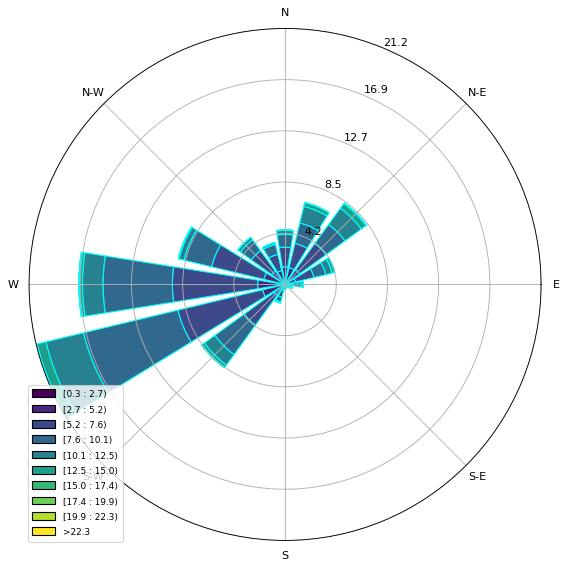 N
21.2
N-W
N-E
16.9
12.7
8.5
4.2
W
E
[0.3 : 2.7)
[2.7 : 5.2)
[5.2 : 7.6)
[7.6 : 10.1)
[10.1 : 12.5)
[12.5 : 15.0)
[15.0 : 17.4)
[17.4 : 19.9)
[19.9 : 22.3)
>22.3
S-W
S-E
S